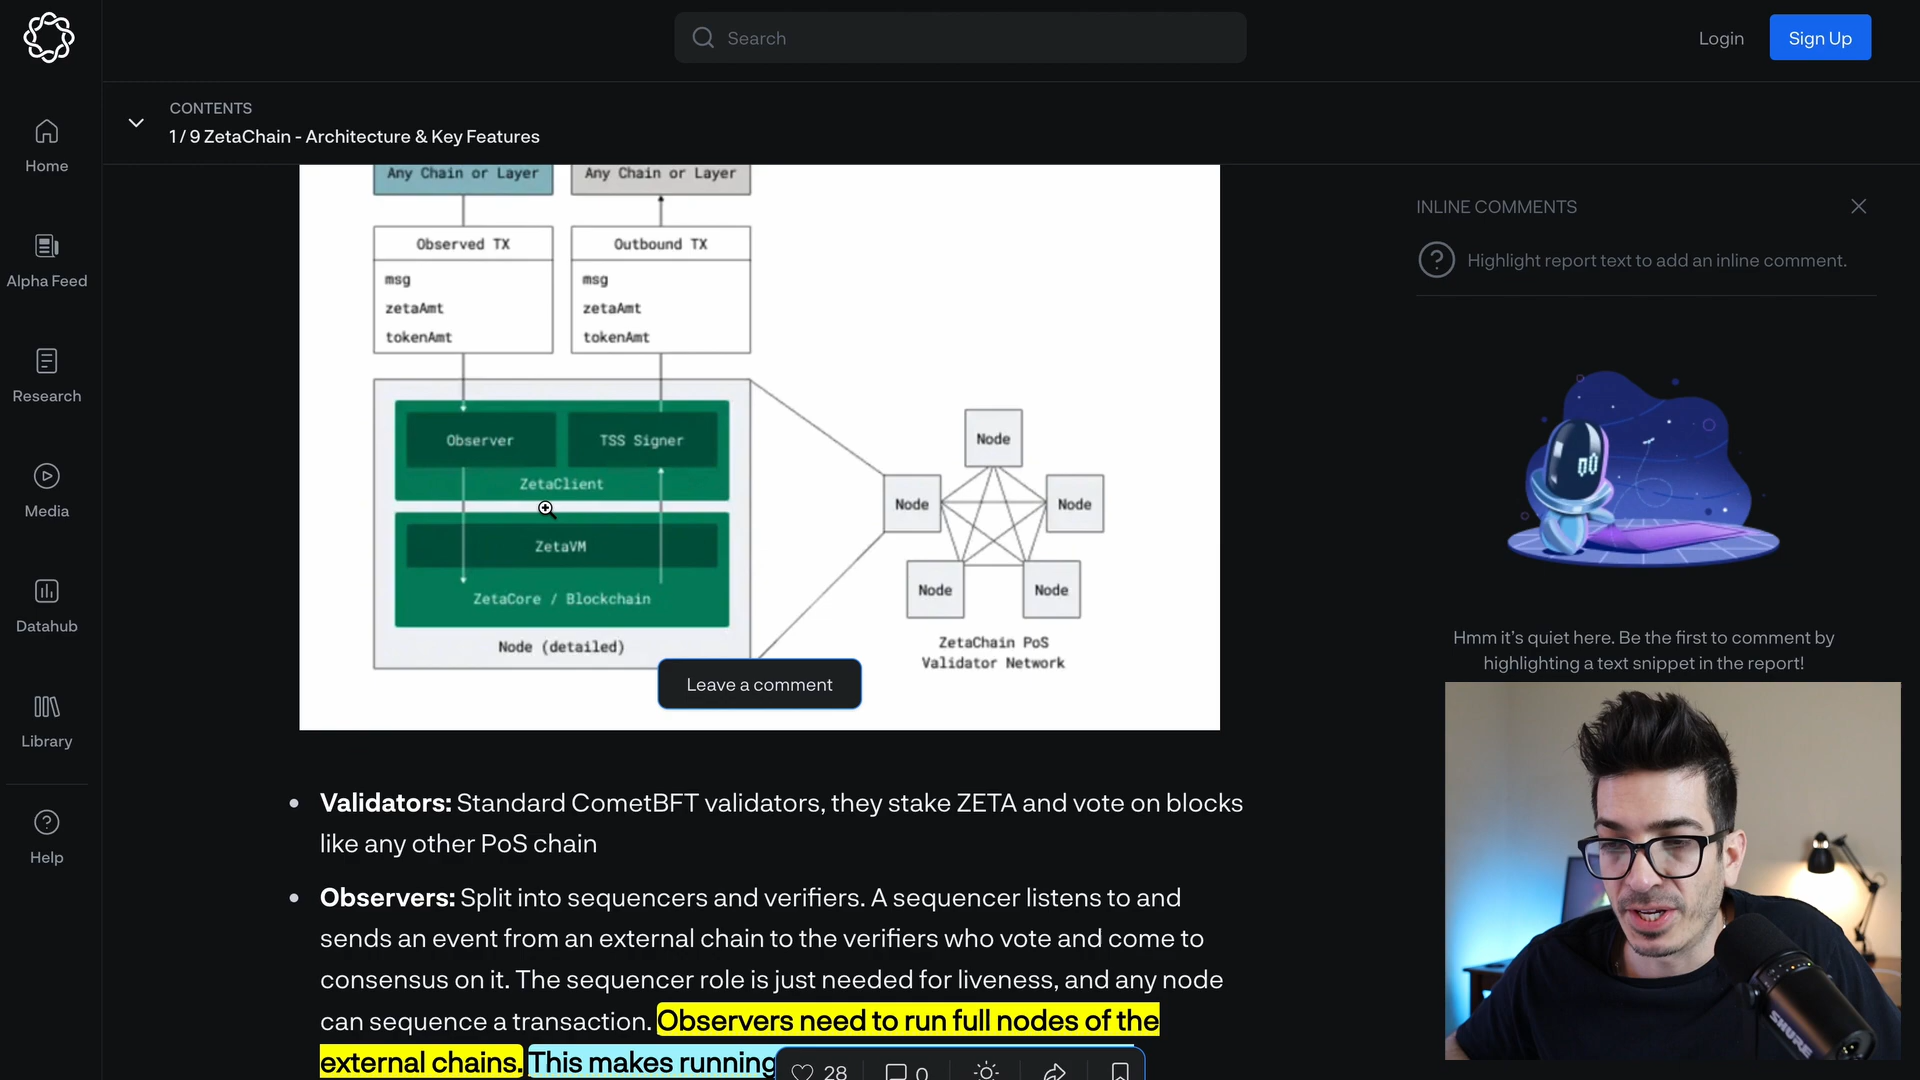 Search
Login
Sign Up
CONTENTS
1 / 9 ZetaChain - Architecture & Key Features
Home
Alpha Feed
Research
Media
Datahub
Library
Help
Any Chain or Layer
Any Chain or Layer
Observed TX
msg
zetaAmt
tokenAmt
Outbound TX
msg
zetaAmt
tokenAmt
Observer
TSS Signer
ZetaClient
ZetaVM
ZetaCore / Blockchain
Node (detailed)
Node
Node
Node
Node
Node
ZetaChain PoS
Validator Network
Leave a comment
• Validators: Standard CometBFT validators, they stake ZETA and vote on blocks
like any other PoS chain
• Observers: Split into sequencers and verifiers. A sequencer listens to and
sends an event from an external chain to the verifiers who vote and come to
consensus on it. The sequencer role is just needed for liveness, and any node
can sequence a transaction. Observers need to run full nodes of the
external chains. This makes running
28
0
INLINE COMMENTS
Highlight report text to add an inline comment.
Hmm it's quiet here. Be the first to comment by
highlighting a text snippet in the report!
SHURE